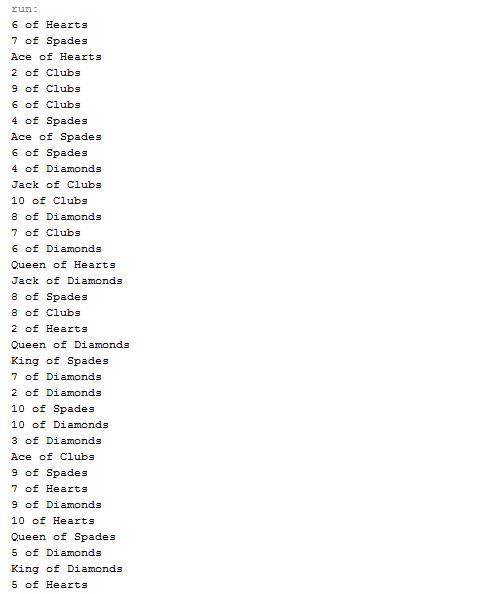 run:
6 of Hearts
7 of Spades
Ace of Hearts
2 of Clubs
9 of Clubs
6 of Clubs
4 of Spades
Ace of Spades
6 of Spades
4 of Diamonds
Jack of Clubs
10 of Clubs
8 of Diamonds
7 of Clubs
6 of Diamonds
Queen of Hearts
Jack of Diamonds
8 of Spades
8 of Clubs
2 of Hearts
Queen of Diamonds
King of Spades
7 of Diamonds
2 of Diamonds
10 of Spades
10 of Diamonds
3 of Diamonds
Ace of Clubs
9 of Spades
7 of Hearts
9 of Diamonds
10 of Hearts
Queen of Spades
5 of Diamonds
King of Diamonds
5 of Hearts